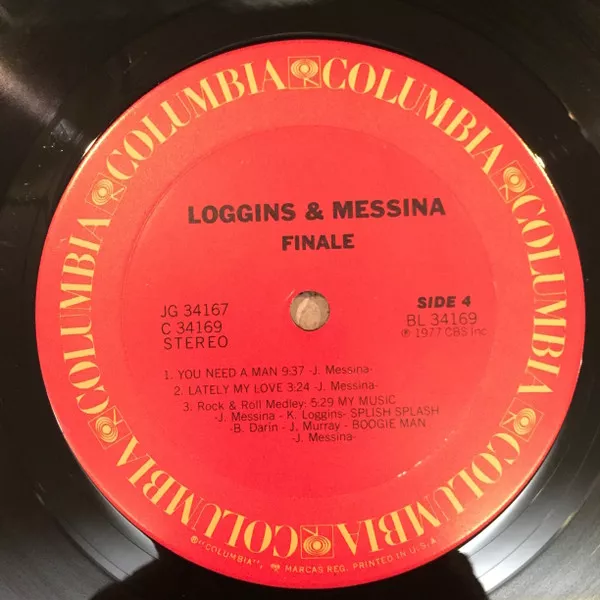 COLUMBIA COLUMBIA COLUMBIA COLUMBIA COLUMBIA COLUMBIA
LOGGINS & MESSINA
FINALE
JG 34167
C 34169
STEREO
SIDE 4
BL 34169
℗ 1977 CBS Inc
1. YOU NEED A MAN 9:37 -J. Messina-
2. LATELY MY LOVE 3:24 -J. Messina-
3. Rock & Roll Medley: 5:29 MY MUSIC
-J. Messina - K. Loggins- SPLISH SPLASH
-B. Darin - J. Murray - BOOGIE MAN
-J. Messina-
®"COLUMBIA", MARCAS REG. PRINTED IN U.S.A.